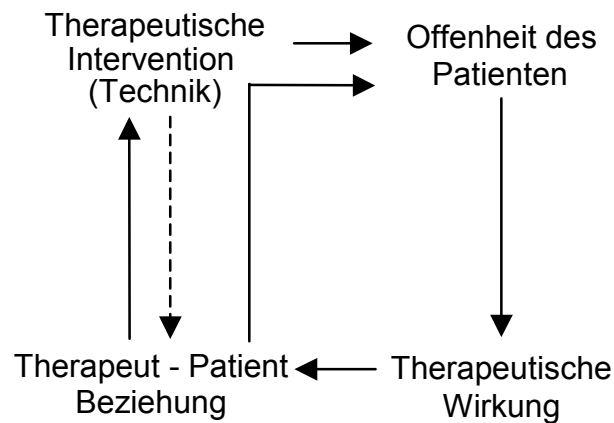 Therapeutische
Intervention
(Technik)
Offenheit des
Patienten
Therapeut - Patient
Beziehung
Therapeutische
Wirkung